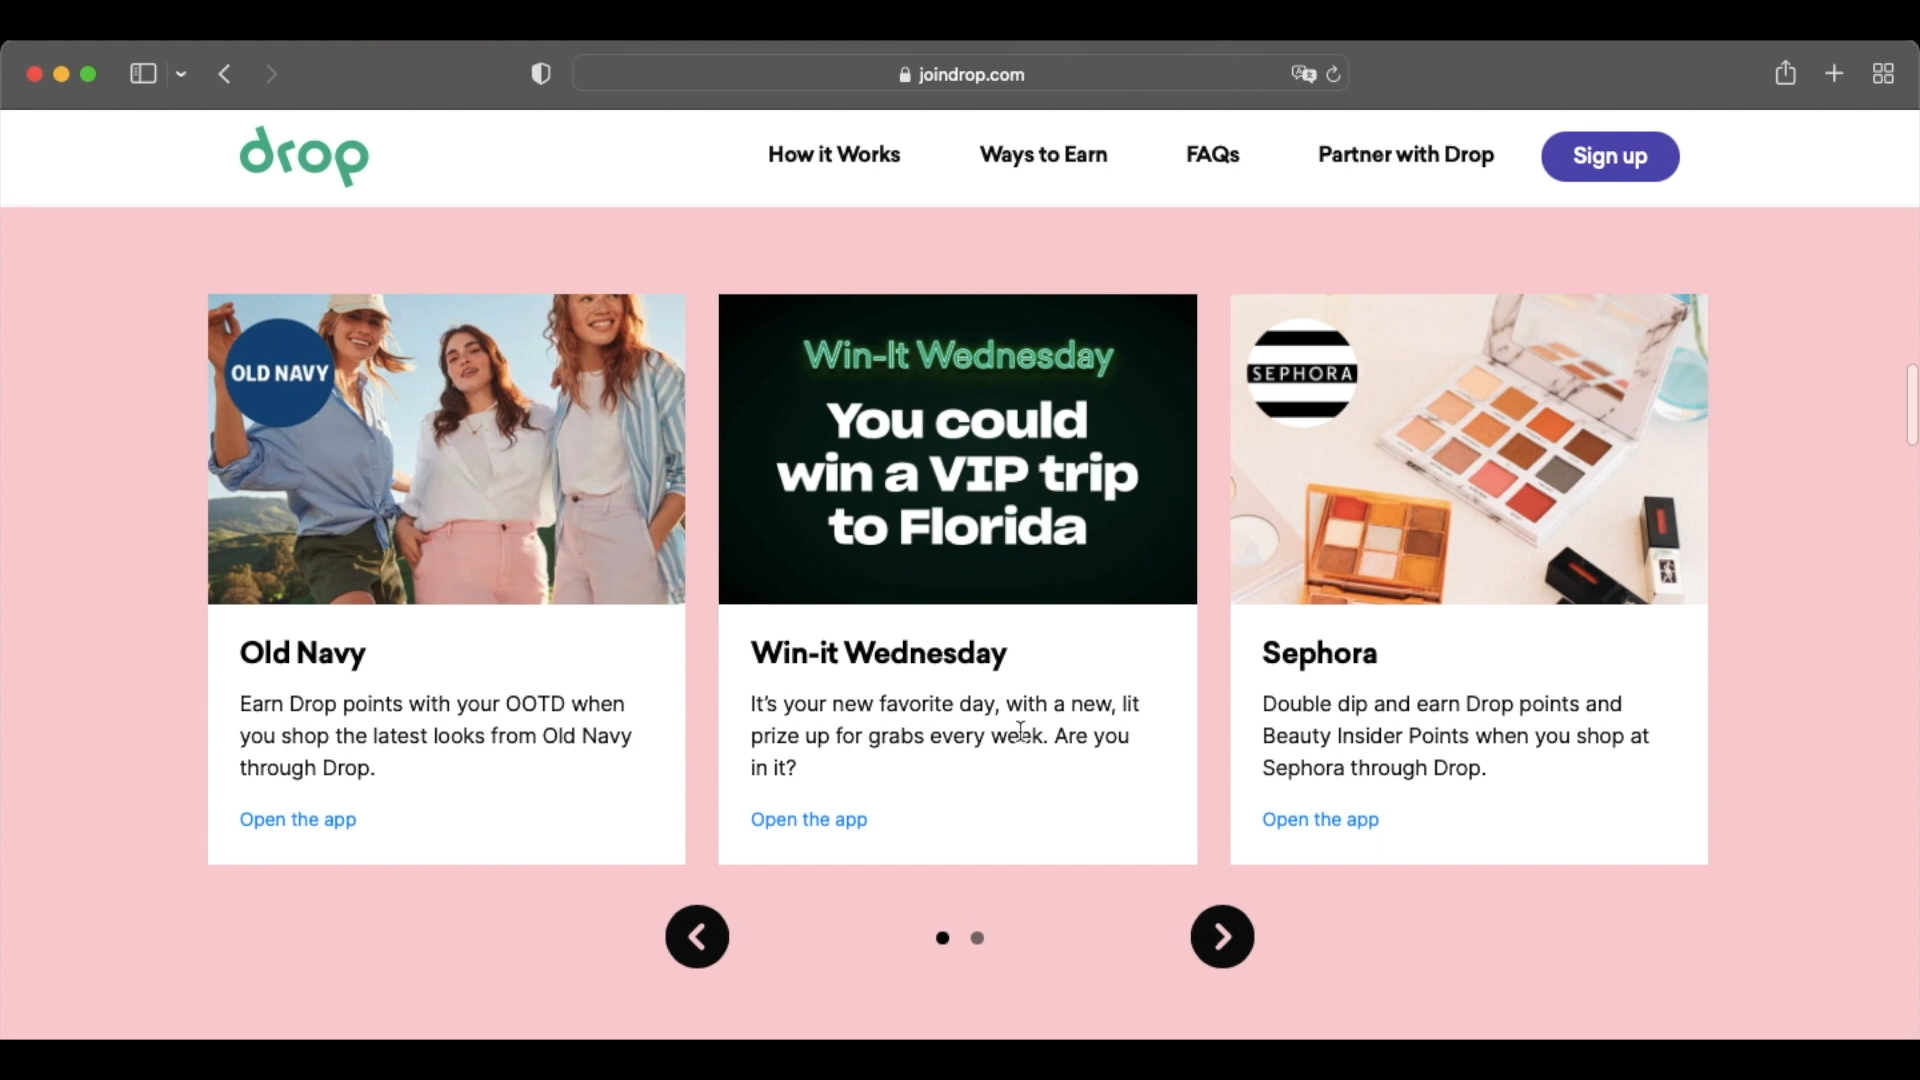 joindrop.com
drop
How it Works
Ways to Earn
FAQs
Partner with Drop
Sign up
OLD NAVY
Win-It Wednesday
You could
win a VIP trip
to Florida
SEPHORA
Old Navy
Earn Drop points with your OOTD when
you shop the latest looks from Old Navy
through Drop.
Open the app
Win-it Wednesday
It's your new favorite day, with a new, lit
prize up for grabs every week. Are you
in it?
Open the app
Sephora
Double dip and earn Drop points and
Beauty Insider Points when you shop at
Sephora through Drop.
Open the app